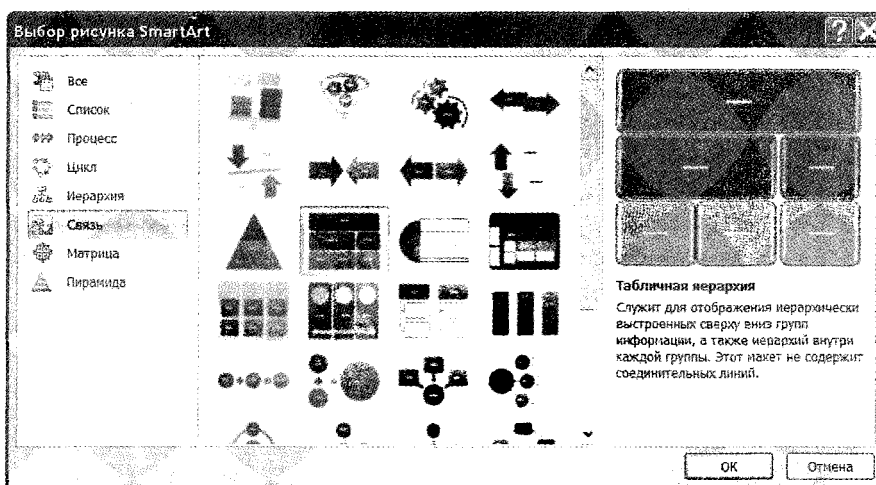 Выбор рисунка SmartArt
Все
Список
Процесс
Цикл
Иерархия
Связь
Матрица
Пирамида
Табличная иерархия
Служит для отображения иерархически
выстроенных сверху вниз групп
информации, а также иерархий внутри
каждой группы. Этот макет не содержит
соединительных линий.
ОК
Отмена